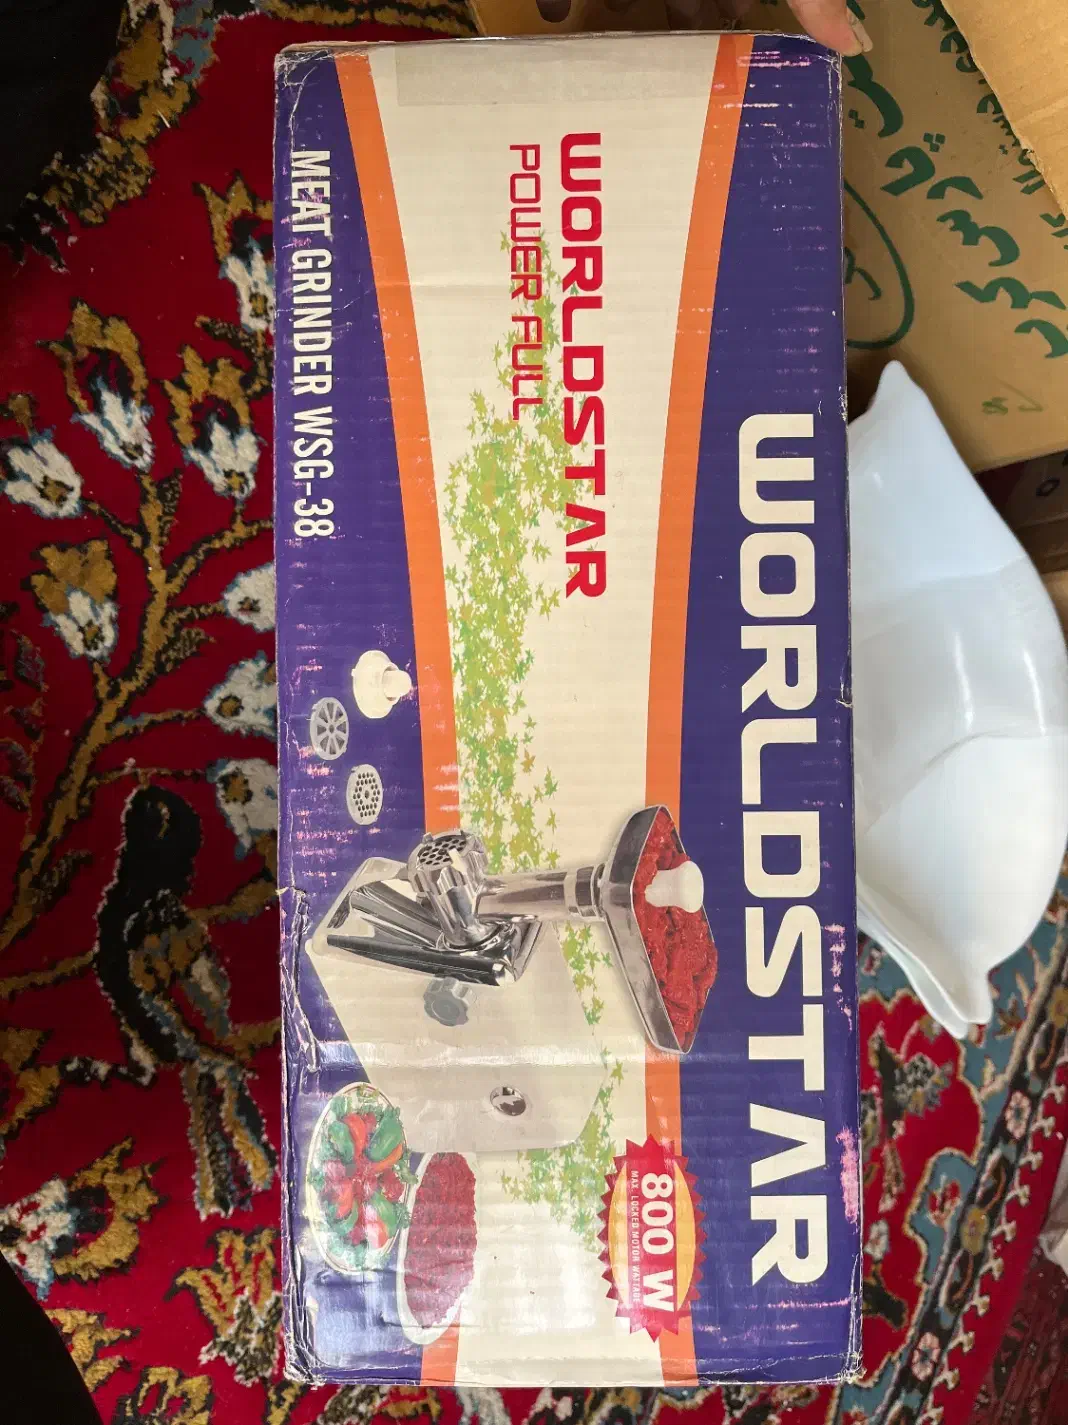 WORLDSTAR
WORLDSTAR
POWER FULL
MEAT GRINDER WSG-38
800 W
MAX. LOCKED MOTOR WATTAGE